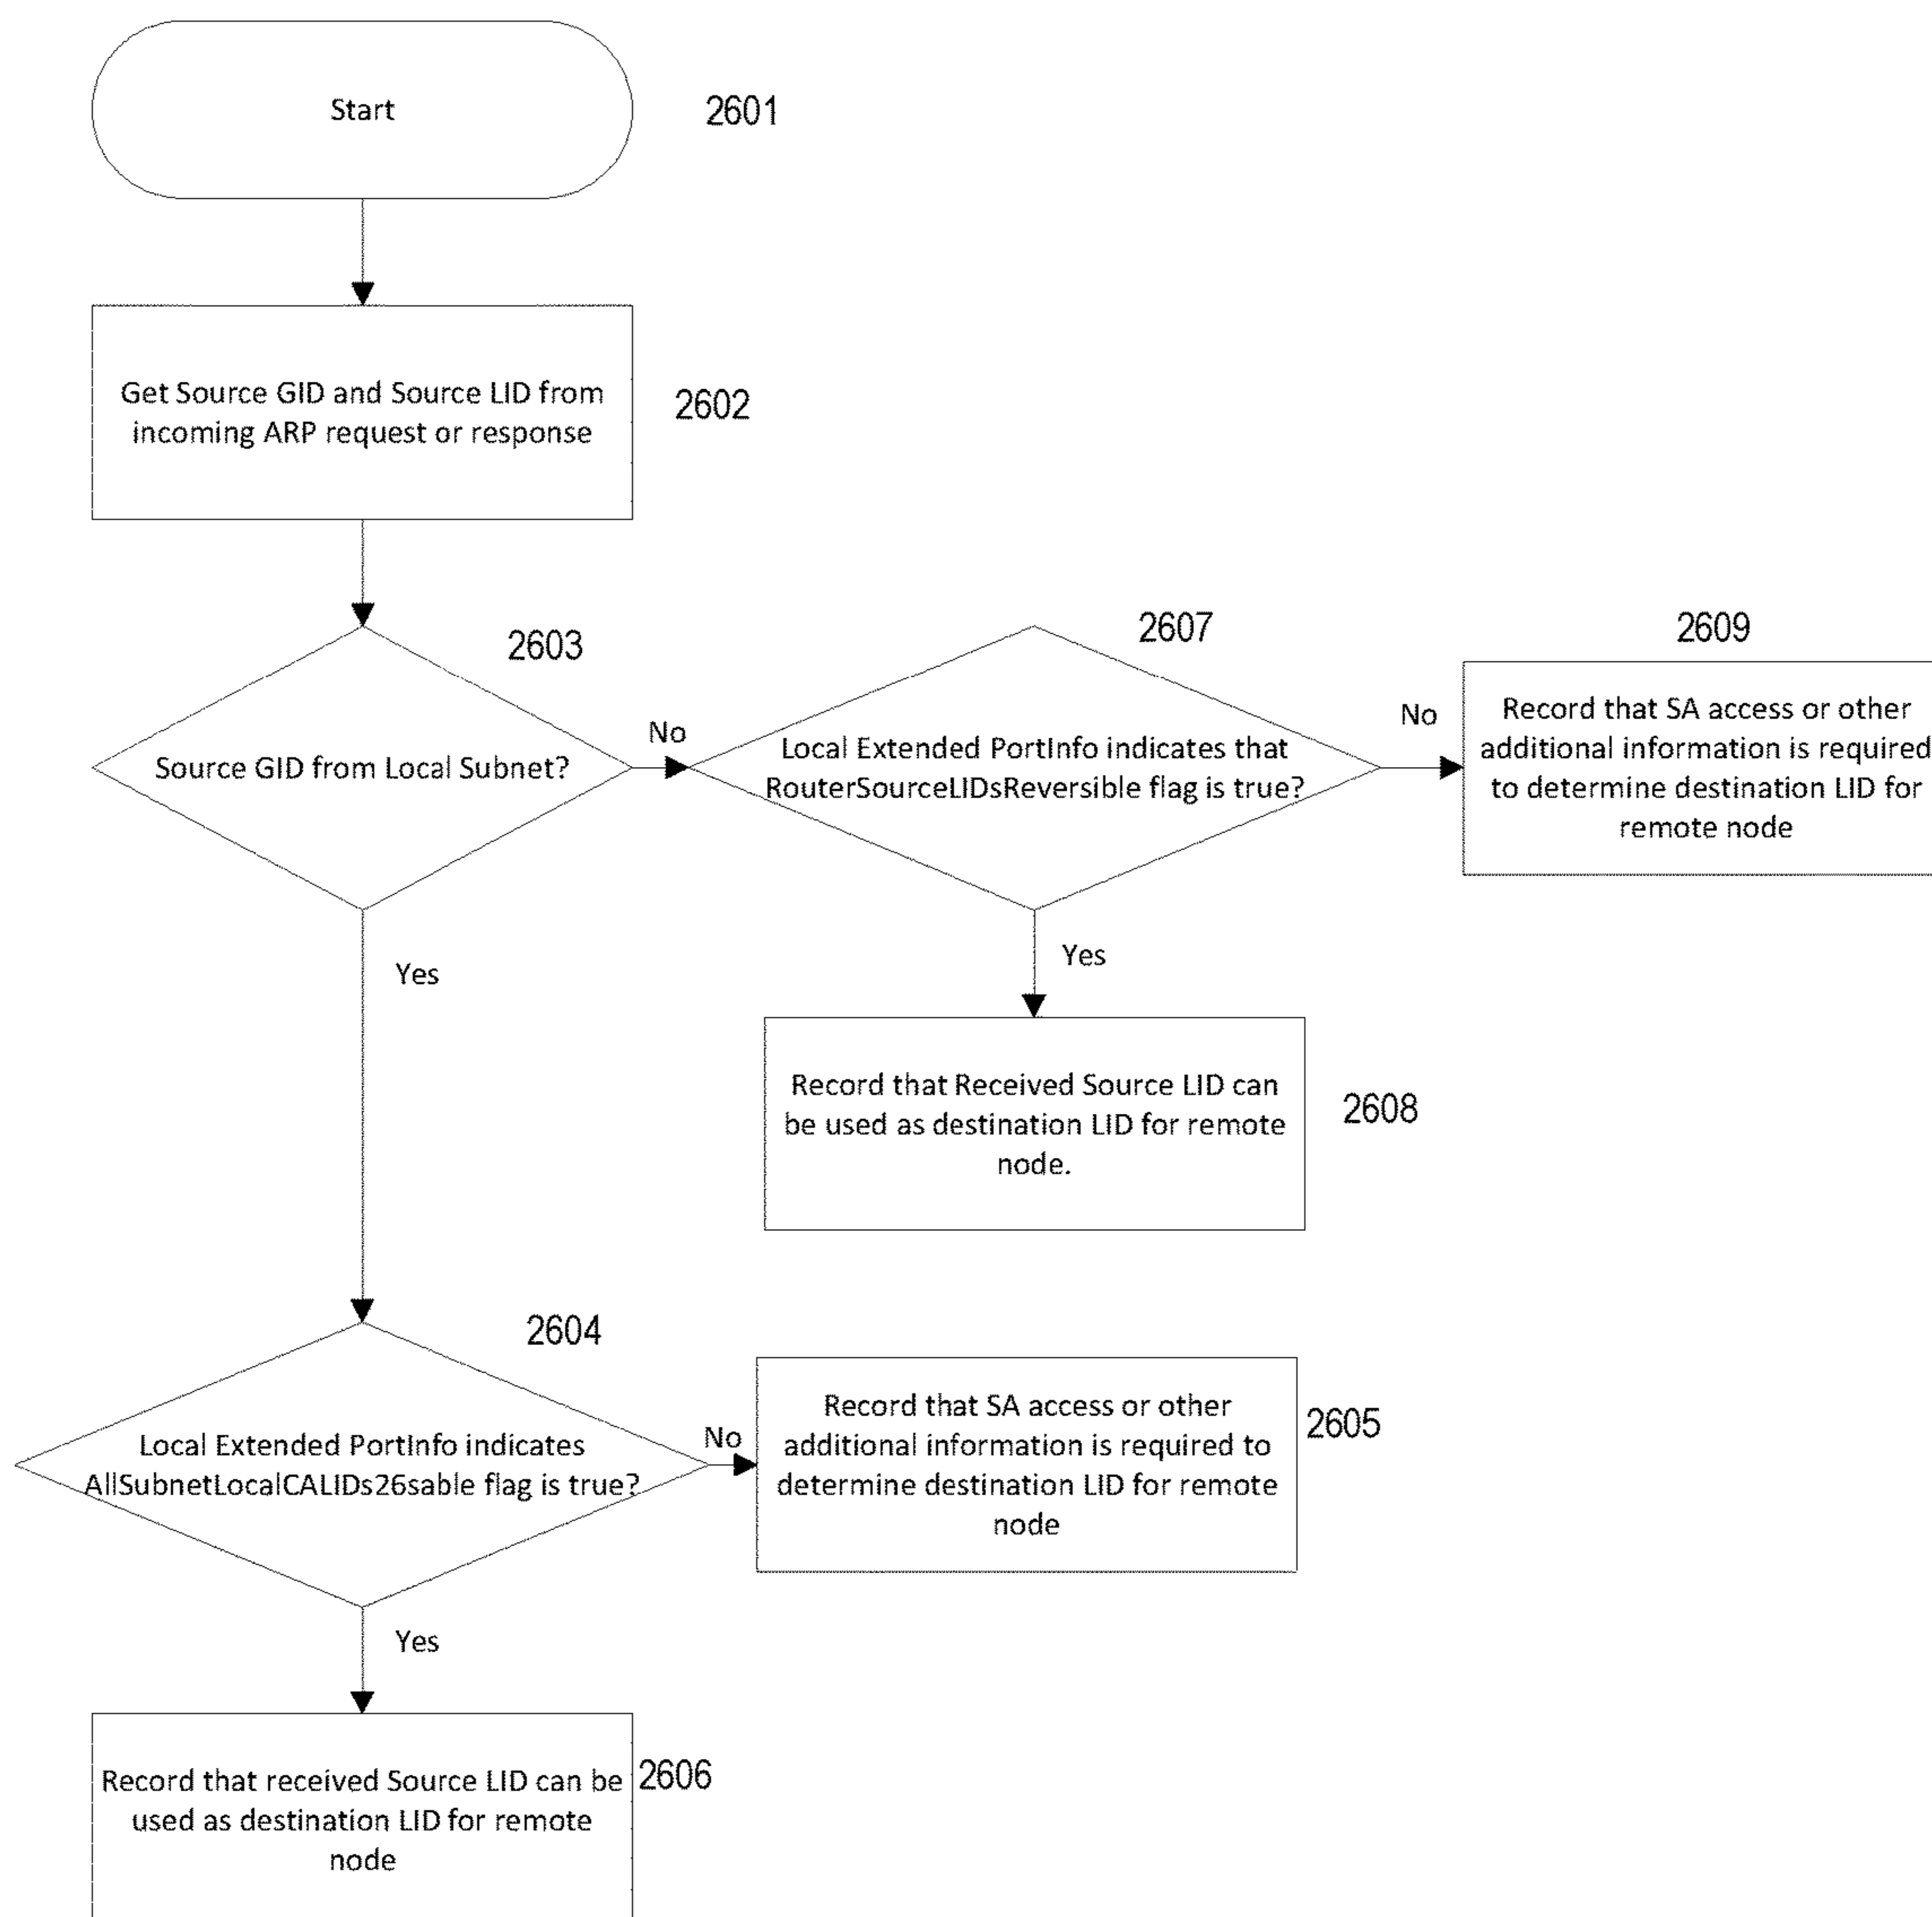 Start
2601
Get Source GID and Source LID from
incoming ARP request or response
2602
2603
Source GID from Local Subnet?
No
Yes
2607
Local Extended PortInfo indicates that
RouterSourceLIDsReversible flag is true?
No
Yes
2609
Record that SA access or other
additional information is required
to determine destination LID for
remote node
Record that Received Source LID can
be used as destination LID for remote
node.
2608
2604
Local Extended PortInfo indicates
AllSubnetLocalCALIDs26sable flag is true?
No
Yes
Record that SA access or other
additional information is required to
determine destination LID for remote
node
2605
Record that received Source LID can be
used as destination LID for remote
node
2606